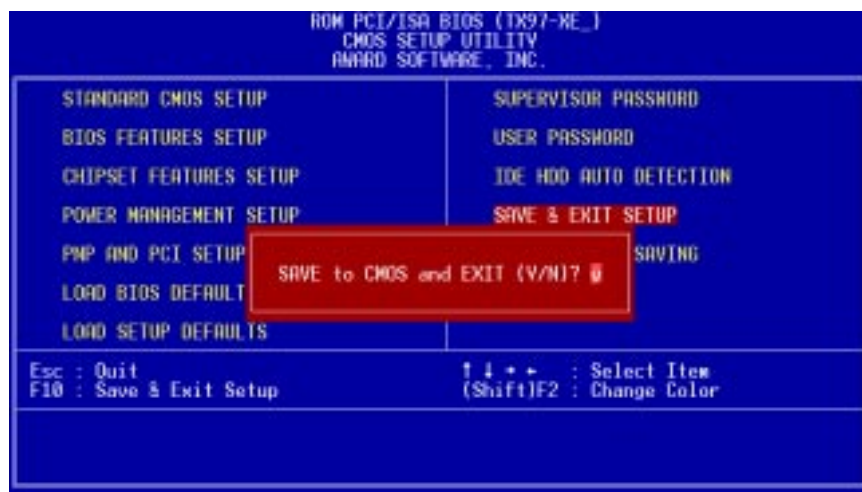 ROM PCI/ISA BIOS (TX97-XE_)
CMOS SETUP UTILITY
AWARD SOFTWARE, INC.
STANDARD CMOS SETUP
BIOS FEATURES SETUP
CHIPSET FEATURES SETUP
POWER MANAGEMENT SETUP
PNP AND PCI SETUP
LOAD BIOS DEFAULT
LOAD SETUP DEFAULTS
SUPERVISOR PASSWORD
USER PASSWORD
IDE HDD AUTO DETECTION
SAVE & EXIT SETUP
SAVING
SAVE to CMOS and EXIT (Y/N)? y
Esc : Quit
F10 : Save & Exit Setup
↑ ↓ → ← : Select Item
(Shift)F2 : Change Color